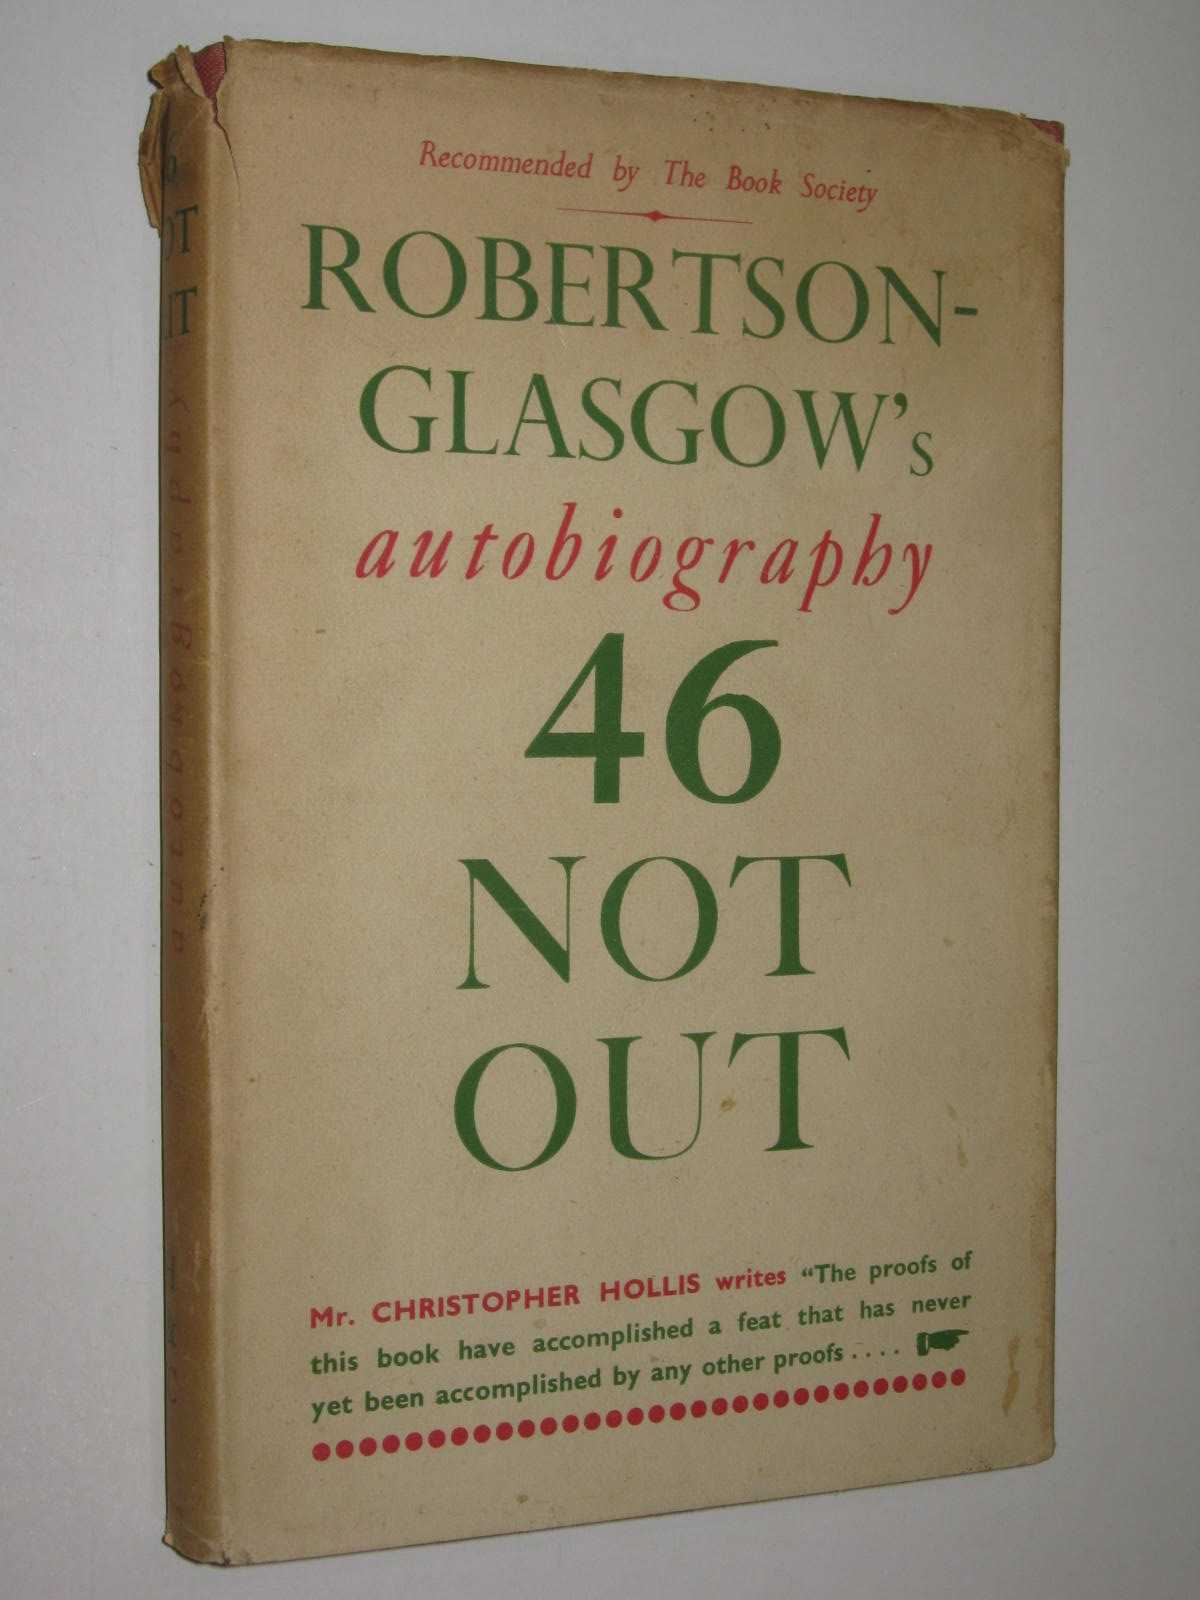 Recommended by The Book Society
ROBERTSON-
GLASGOW's
autobiography
46
NOT
OUT
Mr. CHRISTOPHER HOLLIS writes "The proofs of
this book have accomplished a feat that has never
yet been accomplished by any other proofs ....